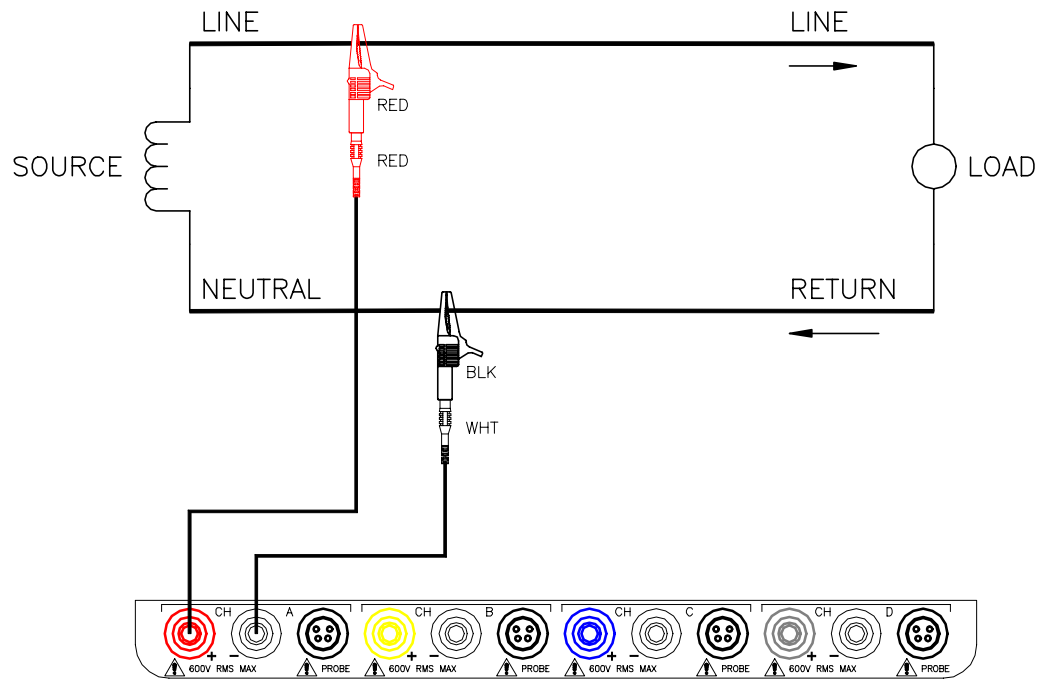 LINE
LINE
RED
RED
SOURCE
LOAD
NEUTRAL
RETURN
BLK
WHT
CH A
CH B
CH C
CH D
+ −
+ −
+ −
+ −
! 600V RMS MAX ! PROBE
! 600V RMS MAX ! PROBE
! 600V RMS MAX ! PROBE
! 600V RMS MAX ! PROBE